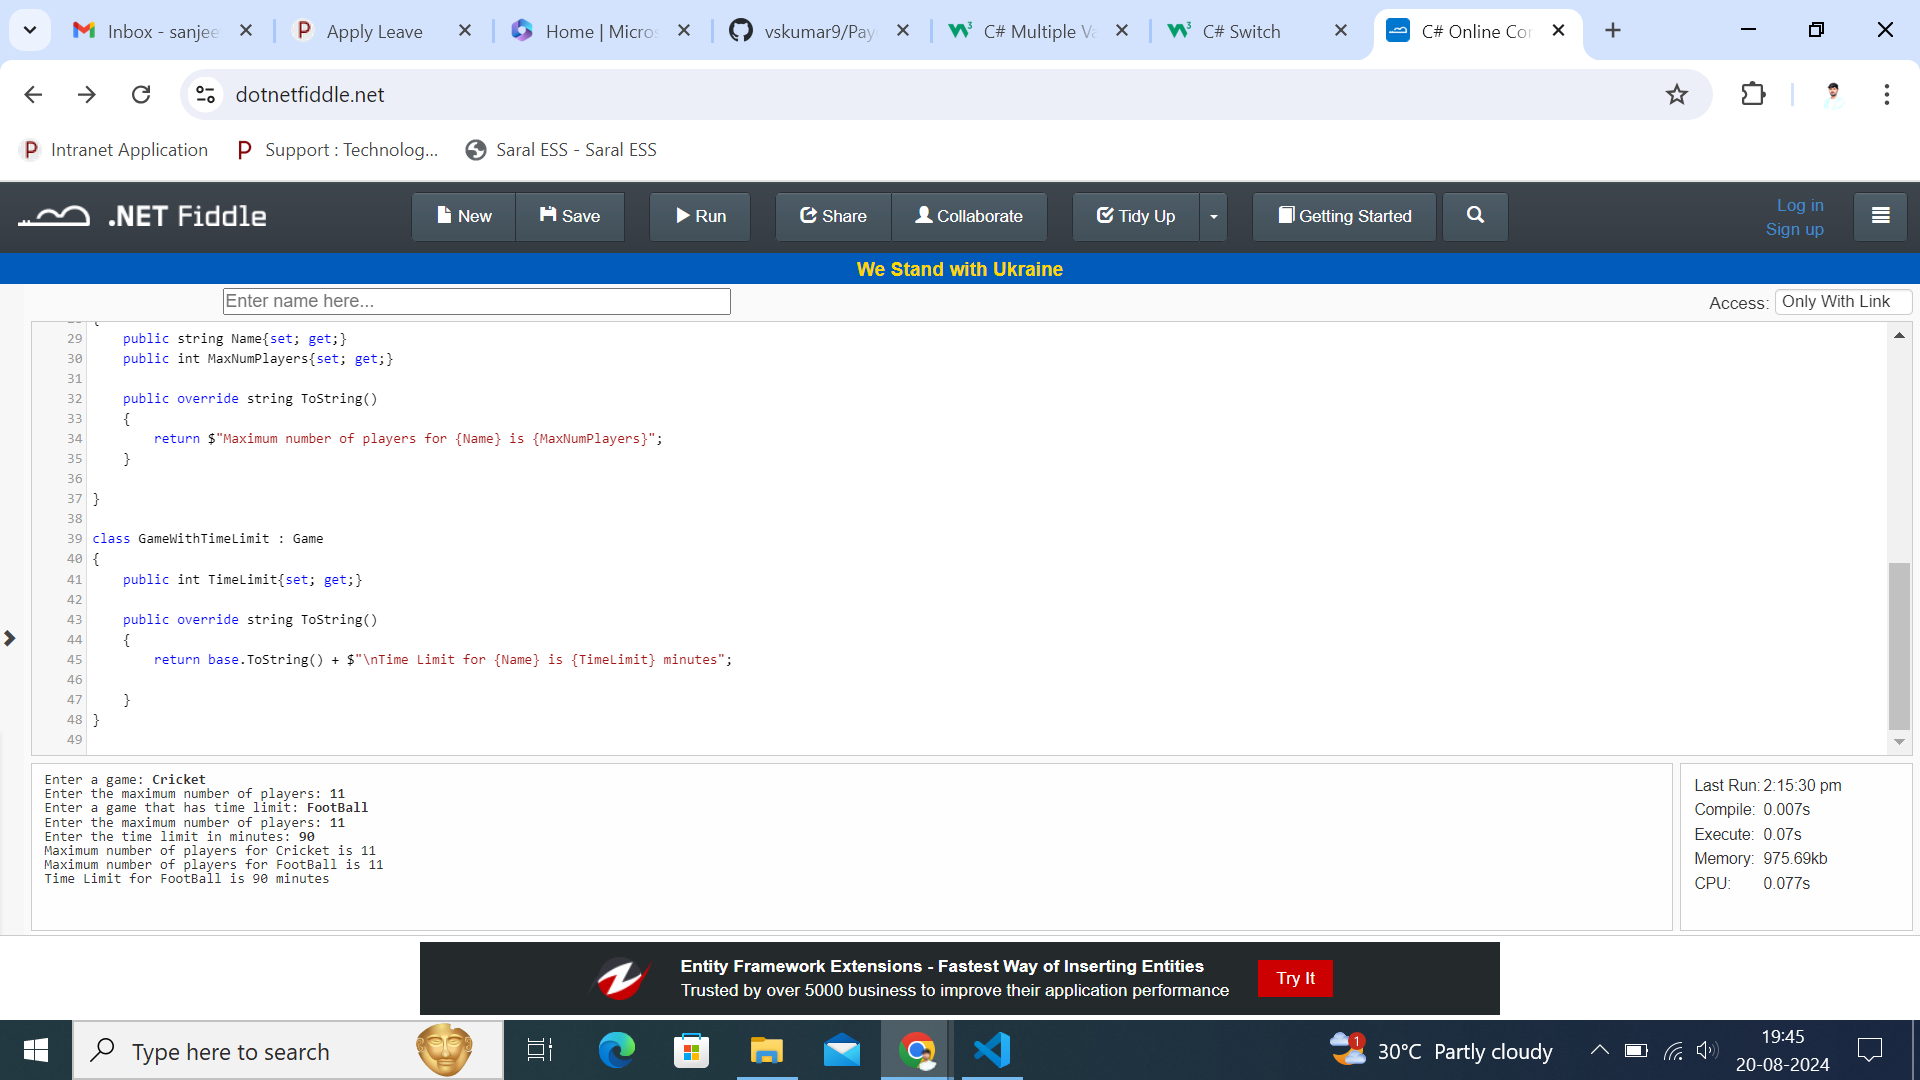 Inbox - sanjee
Apply Leave
Home | Micros
vskumar9/Pay
C# Multiple Va
C# Switch
C# Online Cor
dotnetfiddle.net
Intranet Application
Support : Technolog...
Saral ESS - Saral ESS
.NET Fiddle
New
Save
Run
Share
Collaborate
Tidy Up
Getting Started
Log in
Sign up
We Stand with Ukraine
Enter name here...
Access: Only With Link
28 {
29     public string Name{set; get;}
30     public int MaxNumPlayers{set; get;}
31
32     public override string ToString()
33     {
34         return $"Maximum number of players for {Name} is {MaxNumPlayers}";
35     }
36
37 }
38
39 class GameWithTimeLimit : Game
40 {
41     public int TimeLimit{set; get;}
42
43     public override string ToString()
44     {
45         return base.ToString() + $"\nTime Limit for {Name} is {TimeLimit} minutes";
46
47     }
48 }
49
Enter a game: Cricket
Enter the maximum number of players: 11
Enter a game that has time limit: FootBall
Enter the maximum number of players: 11
Enter the time limit in minutes: 90
Maximum number of players for Cricket is 11
Maximum number of players for FootBall is 11
Time Limit for FootBall is 90 minutes
Last Run: 2:15:30 pm
Compile: 0.007s
Execute: 0.07s
Memory: 975.69kb
CPU: 0.077s
Entity Framework Extensions - Fastest Way of Inserting Entities
Trusted by over 5000 business to improve their application performance
Try It
Type here to search
1
30°C Partly cloudy
19:45
20-08-2024